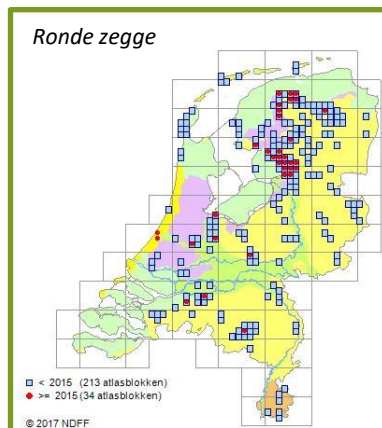 Ronde zegge
< 2015 (213 atlasblokken)
>= 2015 (34 atlasblokken)
© 2017 NDFF